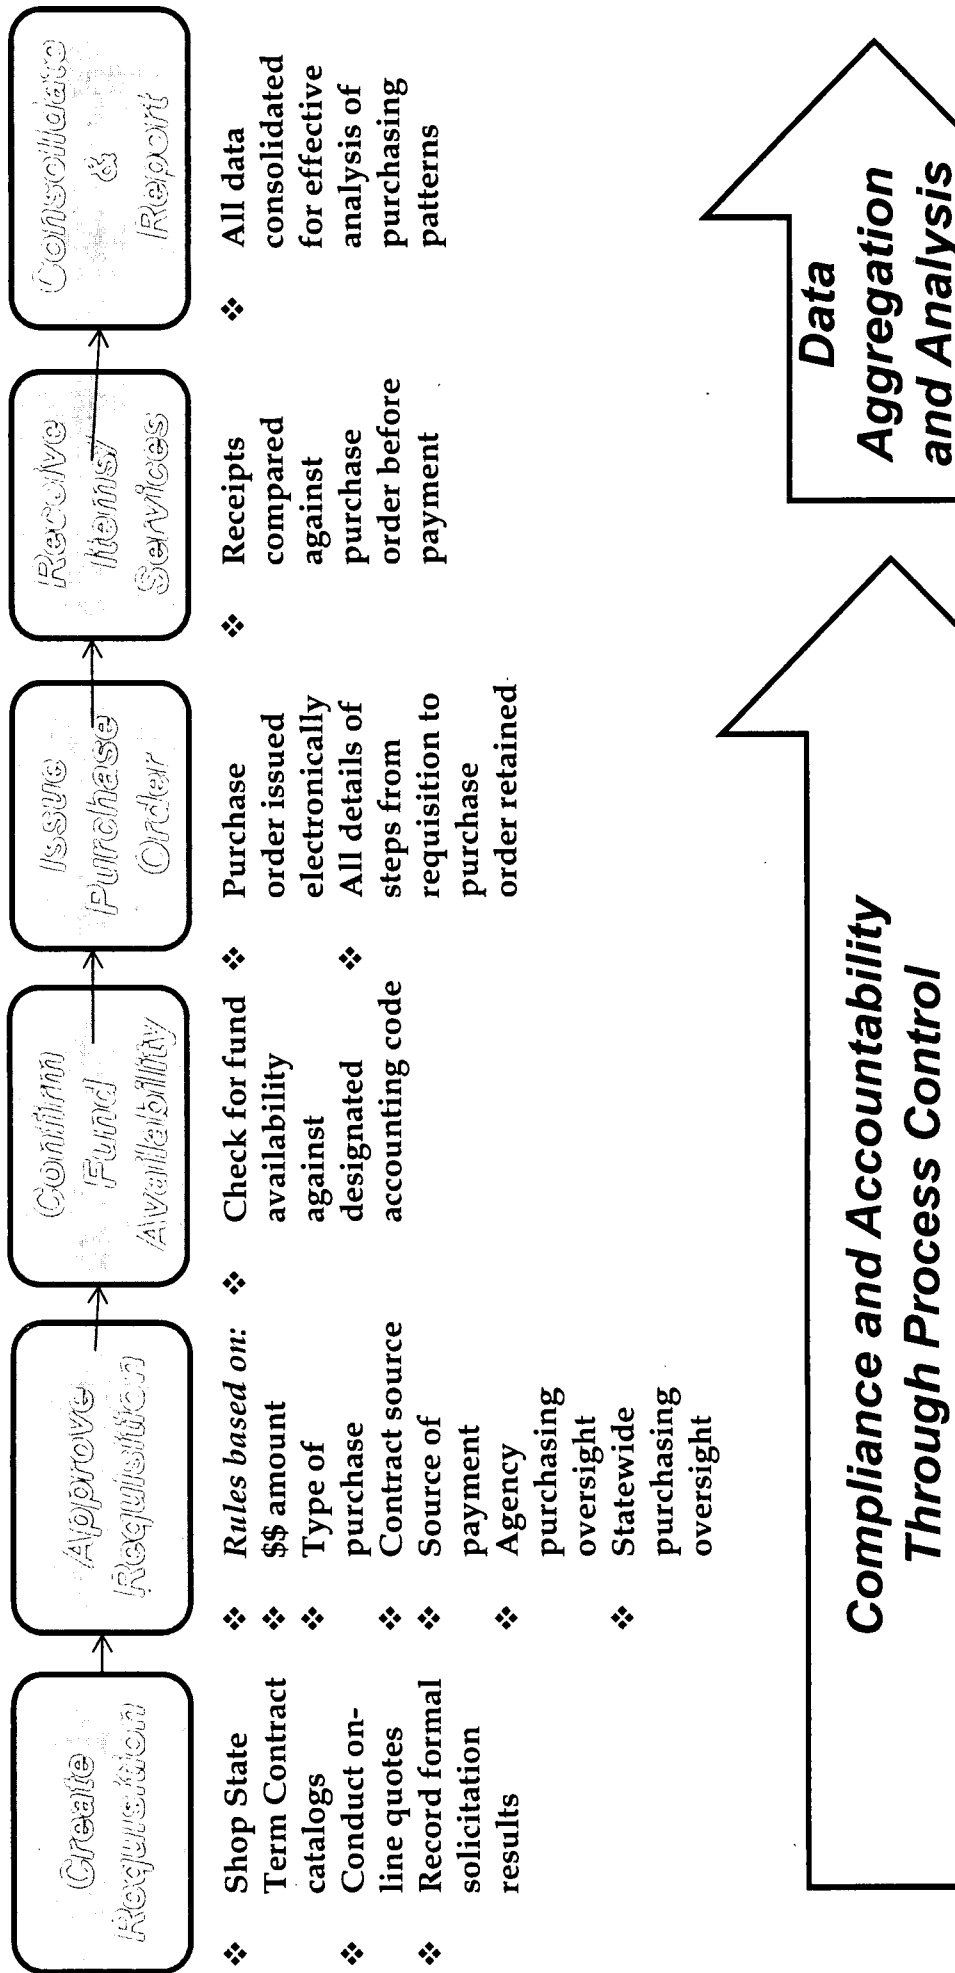 Create
Requisition
Approve
Requisition
Confirm
Fund
Availability
Issue
Purchase
Order
Receive
Items/
Services
Consolidate
&
Report
❖ Shop State
Term Contract
catalogs
❖ Conduct on-
line quotes
❖ Record formal
solicitation
results
❖ Rules based on:
❖ $$ amount
❖ Type of
purchase
❖ Contract source
❖ Source of
payment
❖ Agency
purchasing
oversight
❖ Statewide
purchasing
oversight
❖ Check for fund
availability
against
designated
accounting code
❖ Purchase
order issued
electronically
❖ All details of
steps from
requisition to
purchase
order retained
❖ Receipts
compared
against
purchase
order before
payment
❖ All data
consolidated
for effective
analysis of
purchasing
patterns
Compliance and Accountability
Through Process Control
Data
Aggregation
and Analysis